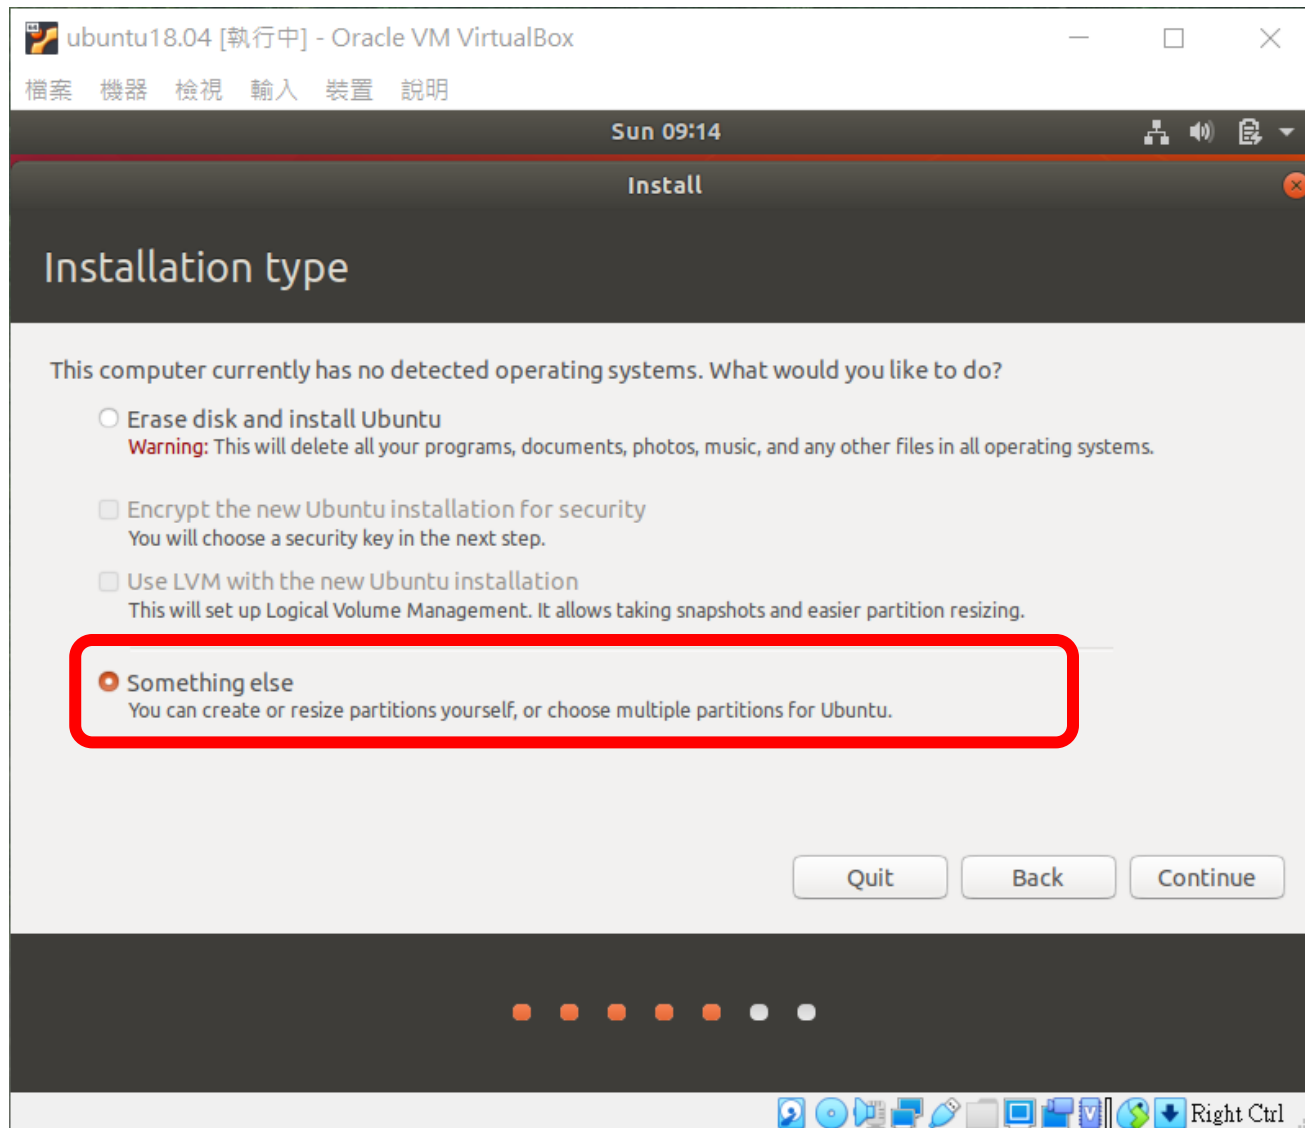 ubuntu18.04 [執行中] - Oracle VM VirtualBox
檔案 機器 檢視 輸入 裝置 說明
Sun 09:14
Install
Installation type
This computer currently has no detected operating systems. What would you like to do?
Erase disk and install Ubuntu
Warning: This will delete all your programs, documents, photos, music, and any other files in all operating systems.
Encrypt the new Ubuntu installation for security
You will choose a security key in the next step.
Use LVM with the new Ubuntu installation
This will set up Logical Volume Management. It allows taking snapshots and easier partition resizing.
Something else
You can create or resize partitions yourself, or choose multiple partitions for Ubuntu.
Quit Back Continue
Right Ctrl